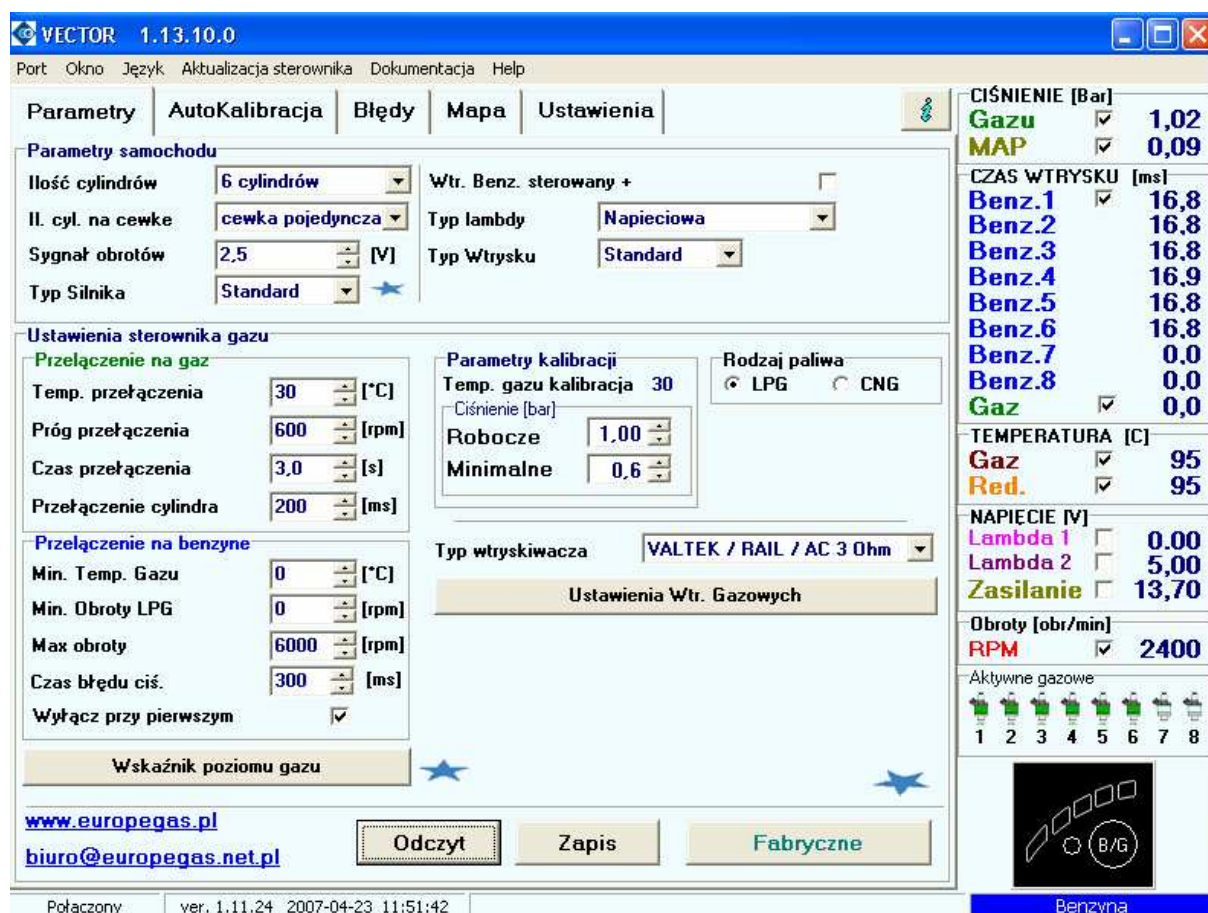 VECTOR 1.13.10.0
Port Okno Język Aktualizacja sterownika Dokumentacja Help
Parametry AutoKalibracja Błędy Mapa Ustawienia
Parametry samochodu
Ilość cylindrów 6 cylindrów
Il. cyl. na cewke cewka pojedyncza
Sygnał obrotów 2,5 [V]
Typ Silnika Standard
Wtr. Benz. sterowany +
Typ lambdy Napieciowa
Typ Wtrysku Standard
Ustawienia sterownika gazu
Przelączenie na gaz
Temp. przełączenia 30 [°C]
Próg przełączenia 600 [rpm]
Czas przełączenia 3,0 [s]
Przełączenie cylindra 200 [ms]
Przelączenie na benzyne
Min. Temp. Gazu 0 [°C]
Min. Obroty LPG 0 [rpm]
Max obroty 6000 [rpm]
Czas błędu ciś. 300 [ms]
Wyłącz przy pierwszym
Wskaźnik poziomu gazu
Parametry kalibracji
Temp. gazu kalibracja 30
Ciśnienie [bar]
Robocze 1,00
Minimalne 0,6
Rodzaj paliwa
LPG CNG
Typ wtryskiwacza VALTEK / RAIL / AC 3 Ohm
Ustawienia Wtr. Gazowych
www.europegas.pl
biuro@europegas.net.pl
Odczyt Zapis Fabryczne
CIŚNIENIE [Bar]
Gazu 1,02
MAP 0,09
CZAS WTRYSKU [ms]
Benz.1 16,8
Benz.2 16,8
Benz.3 16,8
Benz.4 16,9
Benz.5 16,8
Benz.6 16,8
Benz.7 0,0
Benz.8 0,0
Gaz 0,0
TEMPERATURA [C]
Gaz 95
Red. 95
NAPIĘCIE [V]
Lambda 1 0.00
Lambda 2 5,00
Zasilanie 13,70
Obroty [obr/min]
RPM 2400
Aktywne gazowe
1 2 3 4 5 6 7 8
B/G
Połaczony ver. 1.11.24 2007-04-23 11:51:42 Benzyna